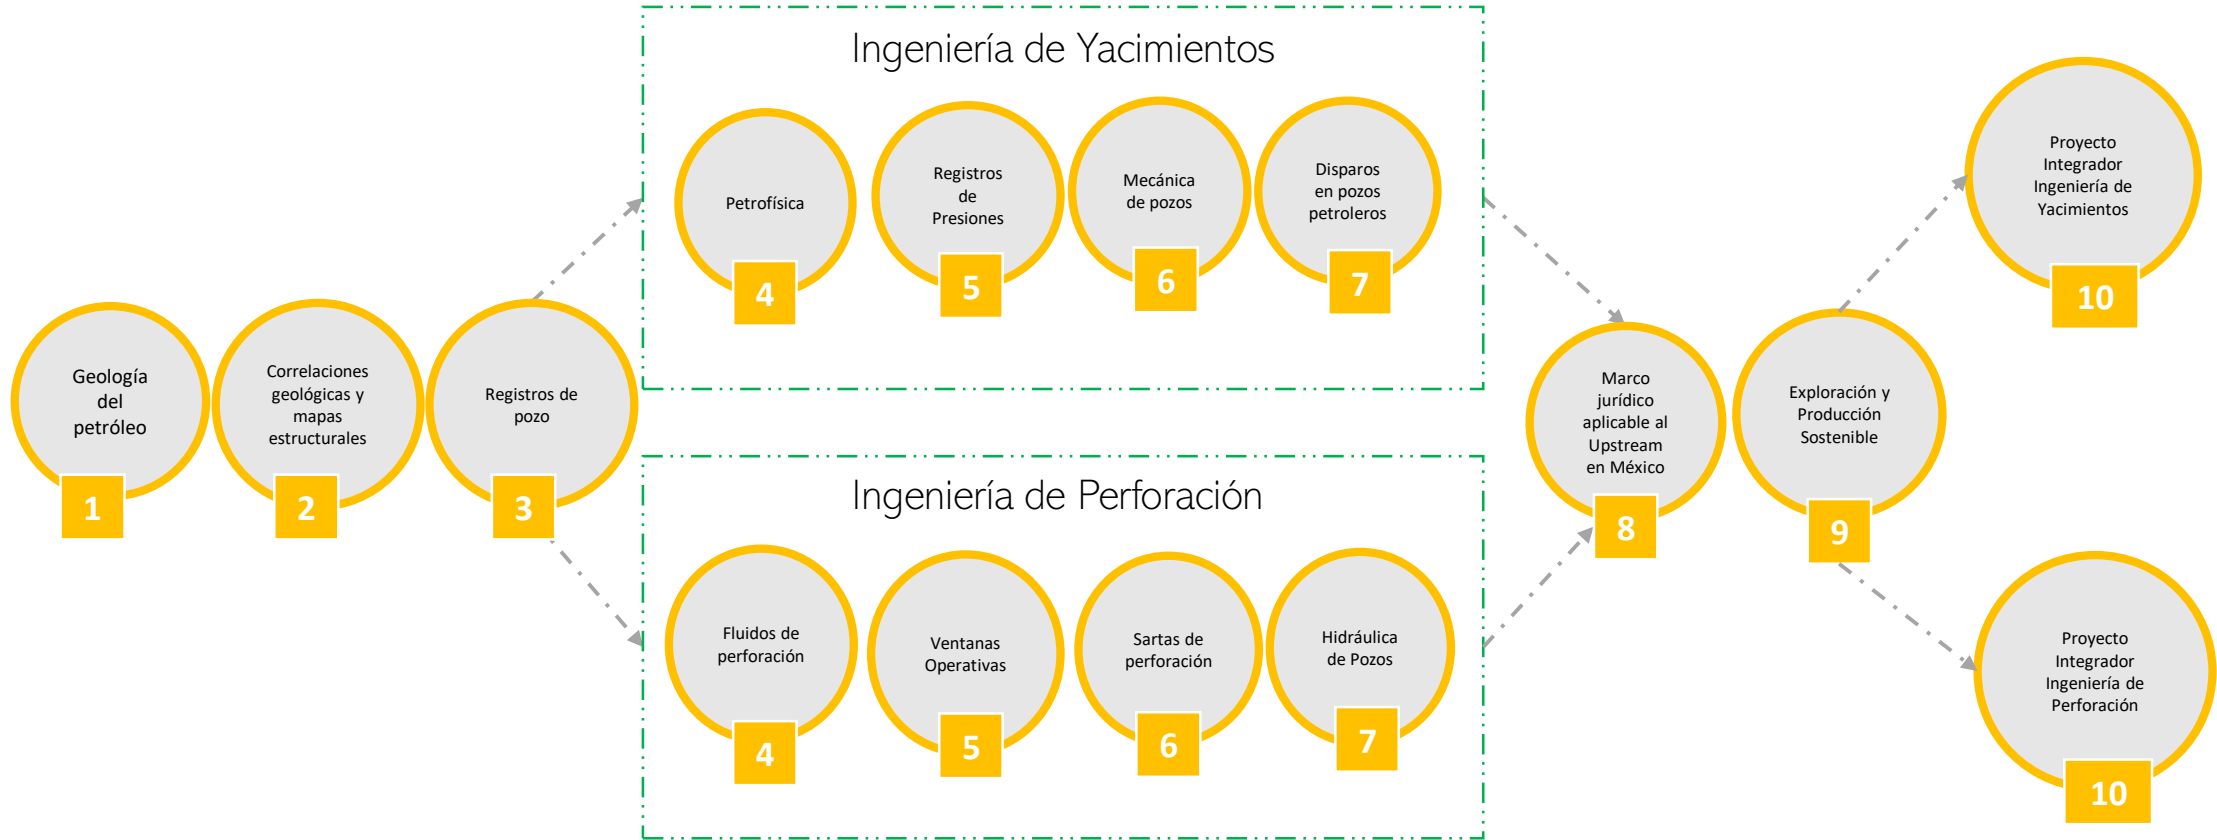 Geología
del
petróleo
1
Correlaciones
geológicas y
mapas
estructurales
2
Registros de
pozo
3
Ingeniería de Yacimientos
Petrofísica
4
Registros
de
Presiones
5
Mecánica
de pozos
6
Disparos
en pozos
petroleros
7
Ingeniería de Perforación
Fluidos de
perforación
4
Ventanas
Operativas
5
Sartas de
perforación
6
Hidráulica
de Pozos
7
Marco
jurídico
aplicable al
Upstream
en México
8
Exploración y
Producción
Sostenible
9
Proyecto
Integrador
Ingeniería de
Yacimientos
10
Proyecto
Integrador
Ingeniería de
Perforación
10